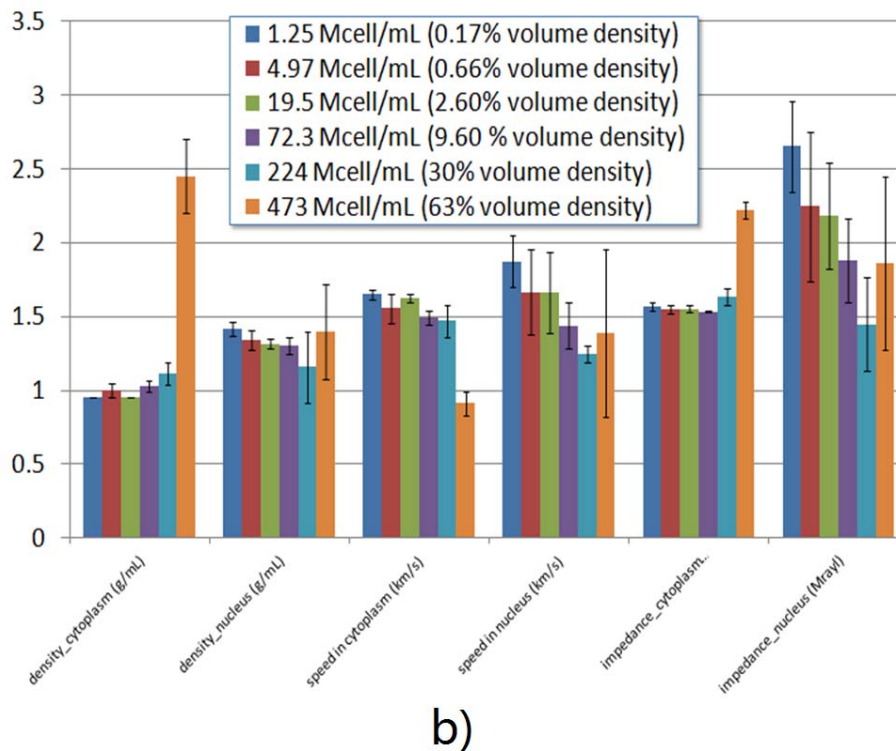 3.5
3
2.5
2
1.5
1
0.5
0
1.25 Mcell/mL (0.17% volume density)
4.97 Mcell/mL (0.66% volume density)
19.5 Mcell/mL (2.60% volume density)
72.3 Mcell/mL (9.60 % volume density)
224 Mcell/mL (30% volume density)
473 Mcell/mL (63% volume density)
density_cytoplasm (g/mL)
density_nucleus (g/mL)
speed in cytoplasm (km/s)
speed in nucleus (km/s)
impedance_cytoplasm..
impedance_nucleus (Mrayl)
b)